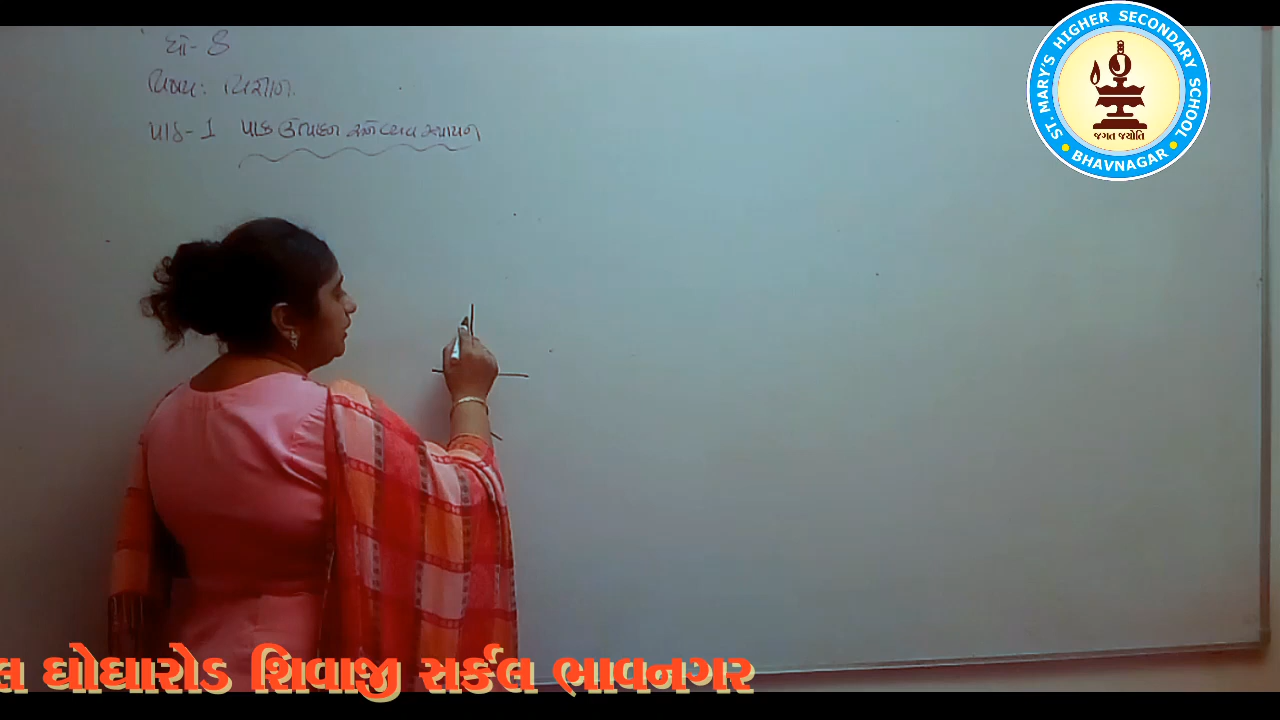 ધો- 8
વિષય: વિજ્ઞાન.
પાઠ- 1 પાક ઉત્પાદન અને વ્યવસ્થાપન
ST. MARY'S HIGHER SECONDARY SCHOOL
જગત જ્યોતિ
• BHAVNAGAR •
લ ઘોઘારોડ શિવાજી સર્કલ ભાવનગર